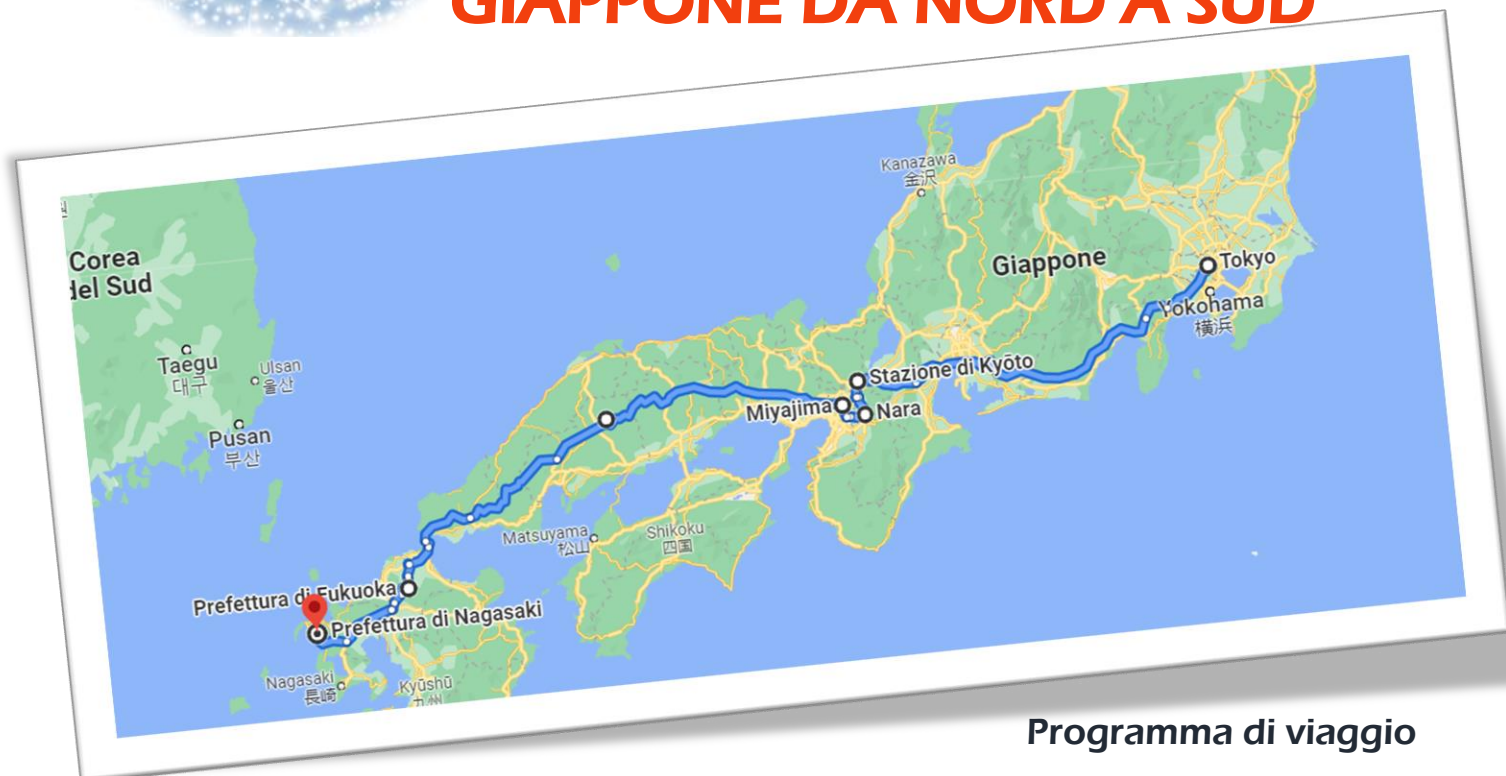 GIAPPONE DA NORD A SUD
Kanazawa
金沢
Corea
del Sud
Giappone
Tokyo
Yokohama
横浜
Taegu
대구
Ulsan
울산
Stazione di Kyōto
Miyajima
Nara
Pusan
부산
Matsuyama
松山
Shikoku
四国
Prefettura di Fukuoka
Prefettura di Nagasaki
Nagasaki
長崎
Kyūshū
九州
Programma di viaggio